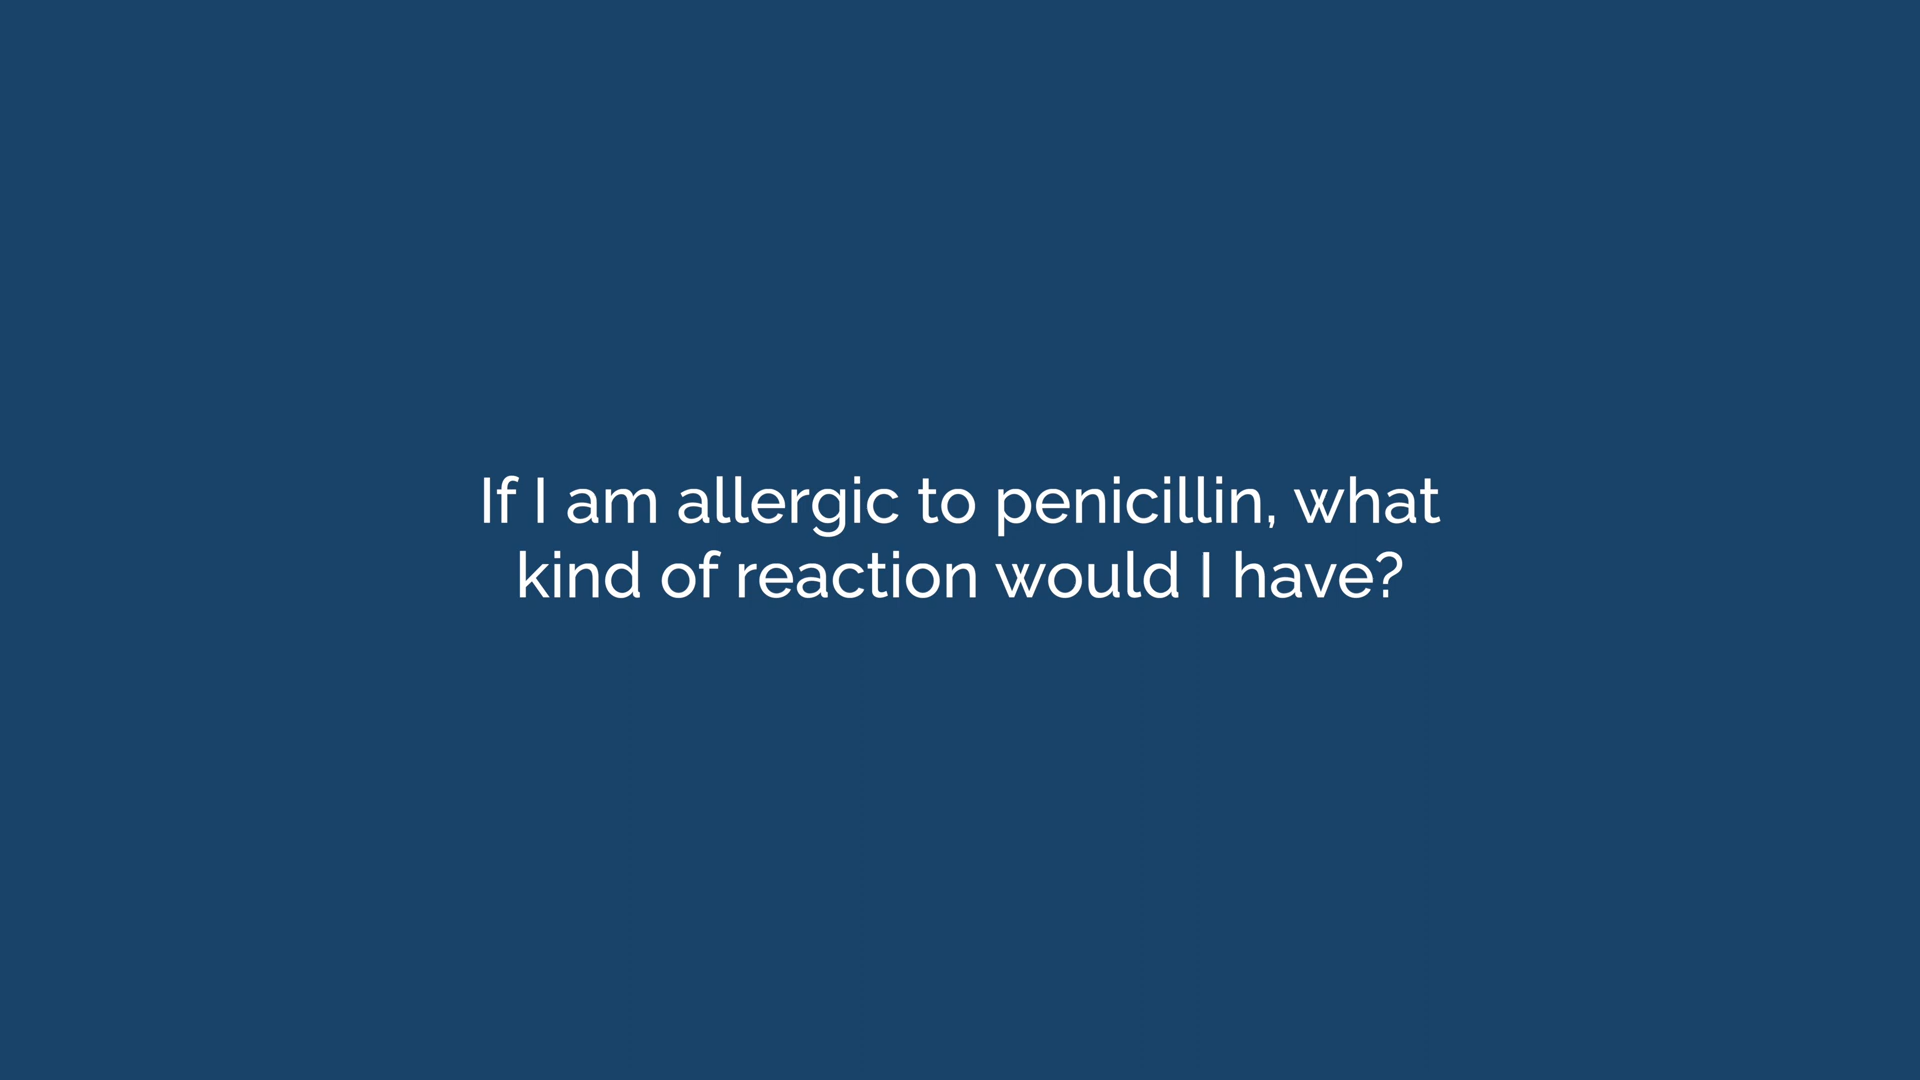 If I am allergic to penicillin, what
kind of reaction would I have?